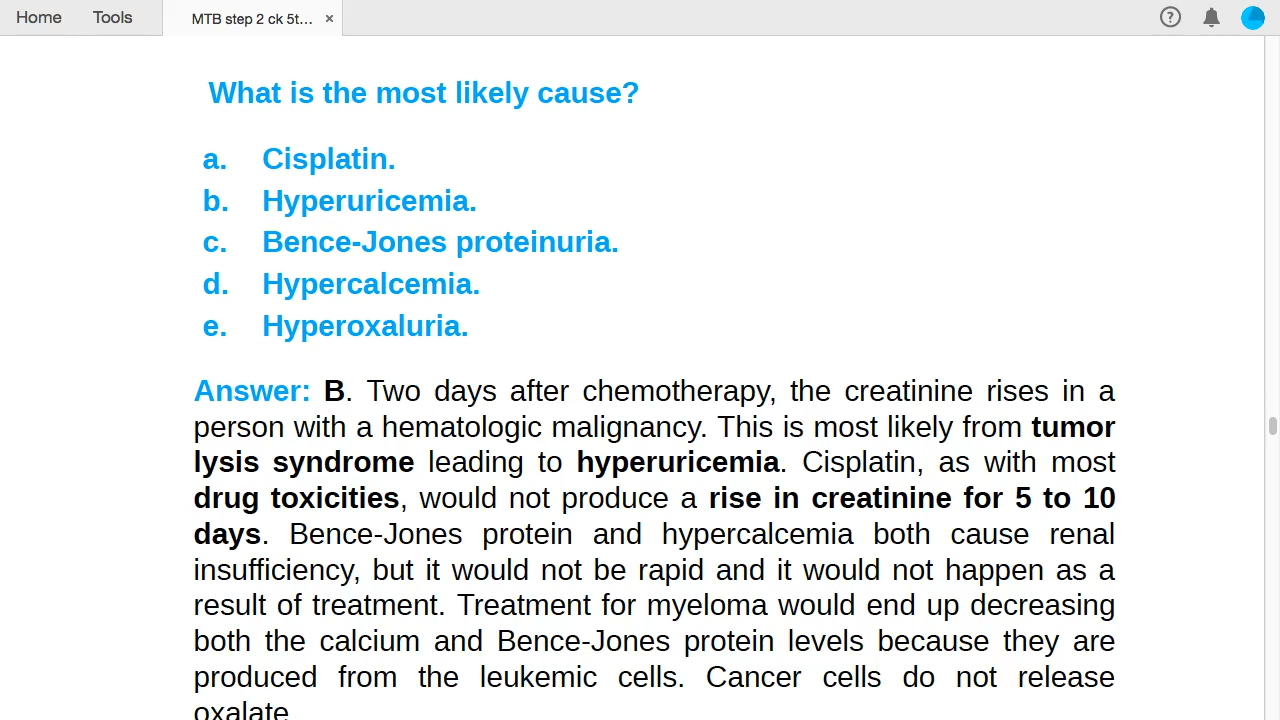 Home Tools MTB step 2 ck 5t... ×
What is the most likely cause?
a. Cisplatin.
b. Hyperuricemia.
c. Bence-Jones proteinuria.
d. Hypercalcemia.
e. Hyperoxaluria.
Answer: B. Two days after chemotherapy, the creatinine rises in a
person with a hematologic malignancy. This is most likely from tumor
lysis syndrome leading to hyperuricemia. Cisplatin, as with most
drug toxicities, would not produce a rise in creatinine for 5 to 10
days. Bence-Jones protein and hypercalcemia both cause renal
insufficiency, but it would not be rapid and it would not happen as a
result of treatment. Treatment for myeloma would end up decreasing
both the calcium and Bence-Jones protein levels because they are
produced from the leukemic cells. Cancer cells do not release
oxalate